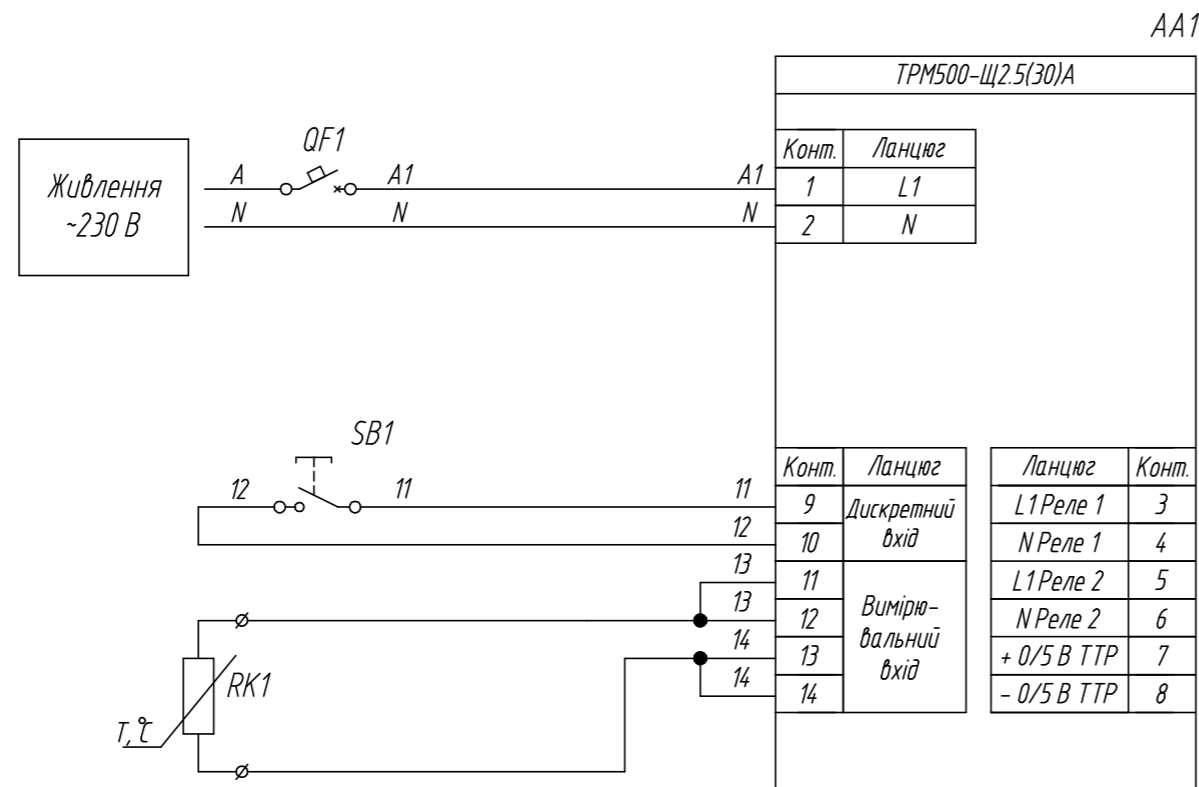 AA1
ТРМ500-Щ2.5(30)А
QF1
Конт. Ланцюг
Живлення
~230 В
A A1 A1 1 L1
N N N 2 N
SB1
Конт. Ланцюг Ланцюг Конт.
12 11 11 9 Дискретний вхід L1 Реле 1 3
12 10 N Реле 1 4
13 11 L1 Реле 2 5
13 12 Вимірю-
вальний
вхід N Реле 2 6
14 13 + 0/5 В ТТР 7
14 14 - 0/5 В ТТР 8
RK1
T,°C